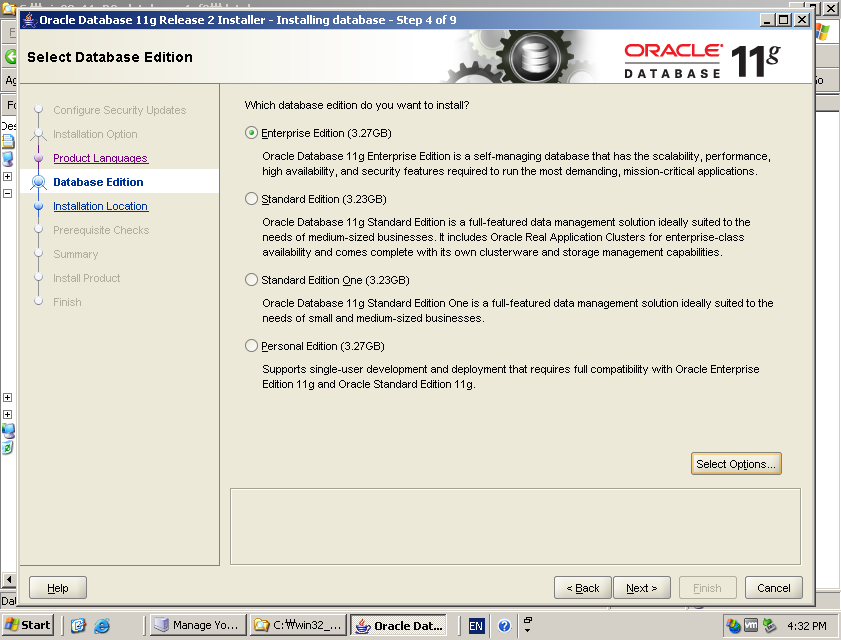 Oracle Database 11g Release 2 Installer - Installing database - Step 4 of 9
Select Database Edition
ORACLE
DATABASE 11g
Configure Security Updates
Installation Option
Product Languages
Database Edition
Installation Location
Prerequisite Checks
Summary
Install Product
Finish
Which database edition do you want to install?
Enterprise Edition (3.27GB)
Oracle Database 11g Enterprise Edition is a self-managing database that has the scalability, performance,
high availability, and security features required to run the most demanding, mission-critical applications.
Standard Edition (3.23GB)
Oracle Database 11g Standard Edition is a full-featured data management solution ideally suited to the
needs of medium-sized businesses. It includes Oracle Real Application Clusters for enterprise-class
availability and comes complete with its own clusterware and storage management capabilities.
Standard Edition One (3.23GB)
Oracle Database 11g Standard Edition One is a full-featured data management solution ideally suited to the
needs of small and medium-sized businesses.
Personal Edition (3.27GB)
Supports single-user development and deployment that requires full compatibility with Oracle Enterprise
Edition 11g and Oracle Standard Edition 11g.
Select Options...
Help
< Back
Next >
Finish
Cancel
Start
Manage Yo...
C:₩win32_...
Oracle Dat...
EN
4:32 PM